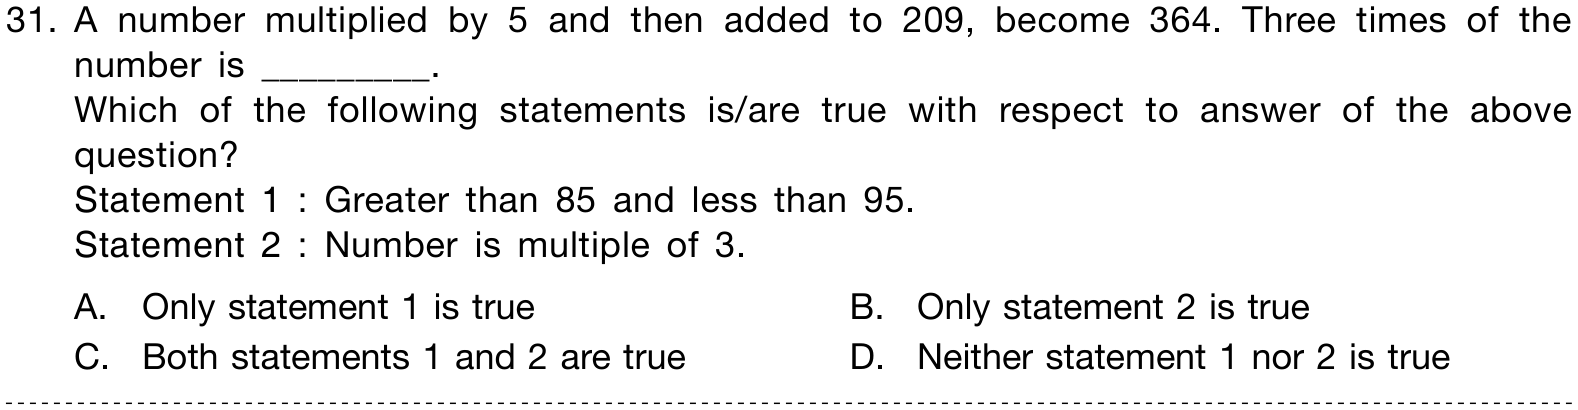 31. A number multiplied by 5 and then added to 209, become 364. Three times of the
number is _________.
Which of the following statements is/are true with respect to answer of the above
question?
Statement 1 : Greater than 85 and less than 95.
Statement 2 : Number is multiple of 3.
A. Only statement 1 is true B. Only statement 2 is true
C. Both statements 1 and 2 are true D. Neither statement 1 nor 2 is true